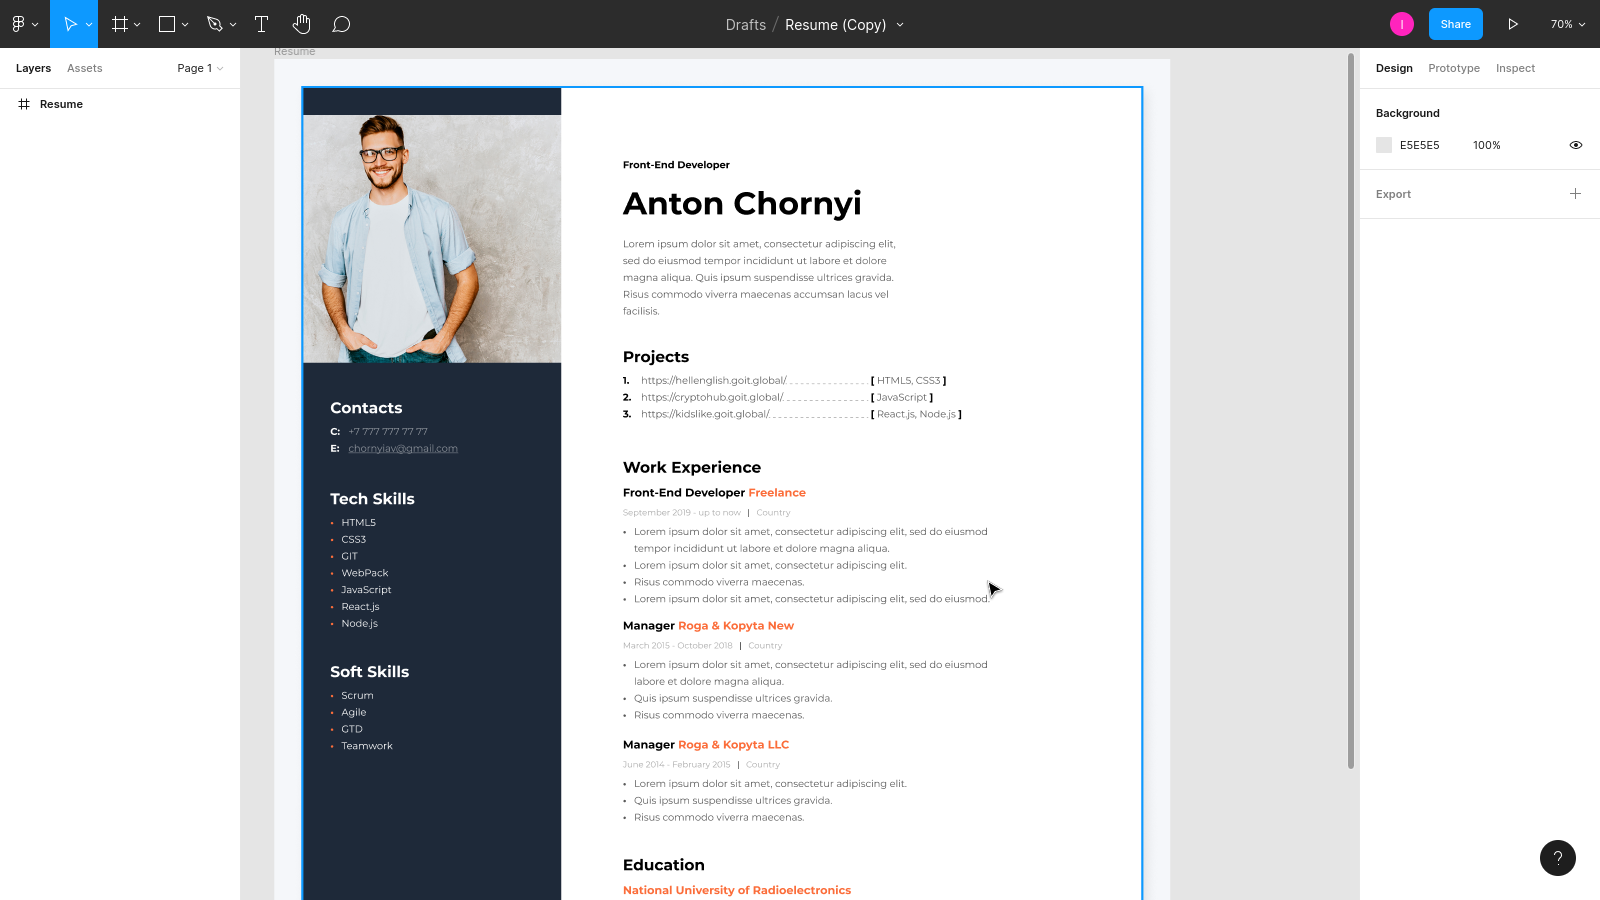 Drafts / Resume (Copy)
I
Share
70%
Layers
Assets
Page 1
Resume
Resume
Front-End Developer
Anton Chornyi
Lorem ipsum dolor sit amet, consectetur adipiscing elit,
sed do eiusmod tempor incididunt ut labore et dolore
magna aliqua. Quis ipsum suspendisse ultrices gravida.
Risus commodo viverra maecenas accumsan lacus vel
facilisis.
Projects
1. https://hellenglish.goit.global/ [ HTML5, CSS3 ]
2. https://cryptohub.goit.global/ [ JavaScript ]
3. https://kidslike.goit.global/ [ React.js, Node.js ]
Contacts
C: +7 777 777 77 77
E: chornyiav@gmail.com
Tech Skills
• HTML5
• CSS3
• GIT
• WebPack
• JavaScript
• React.js
• Node.js
Soft Skills
• Scrum
• Agile
• GTD
• Teamwork
Work Experience
Front-End Developer Freelance
September 2019 - up to now | Country
• Lorem ipsum dolor sit amet, consectetur adipiscing elit, sed do eiusmod
tempor incididunt ut labore et dolore magna aliqua.
• Lorem ipsum dolor sit amet, consectetur adipiscing elit.
• Risus commodo viverra maecenas.
• Lorem ipsum dolor sit amet, consectetur adipiscing elit, sed do eiusmod.
Manager Roga & Kopyta New
March 2015 - October 2018 | Country
• Lorem ipsum dolor sit amet, consectetur adipiscing elit, sed do eiusmod
labore et dolore magna aliqua.
• Quis ipsum suspendisse ultrices gravida.
• Risus commodo viverra maecenas.
Manager Roga & Kopyta LLC
June 2014 - February 2015 | Country
• Lorem ipsum dolor sit amet, consectetur adipiscing elit.
• Quis ipsum suspendisse ultrices gravida.
• Risus commodo viverra maecenas.
Education
National University of Radioelectronics
Design
Prototype
Inspect
Background
E5E5E5 100%
Export
?